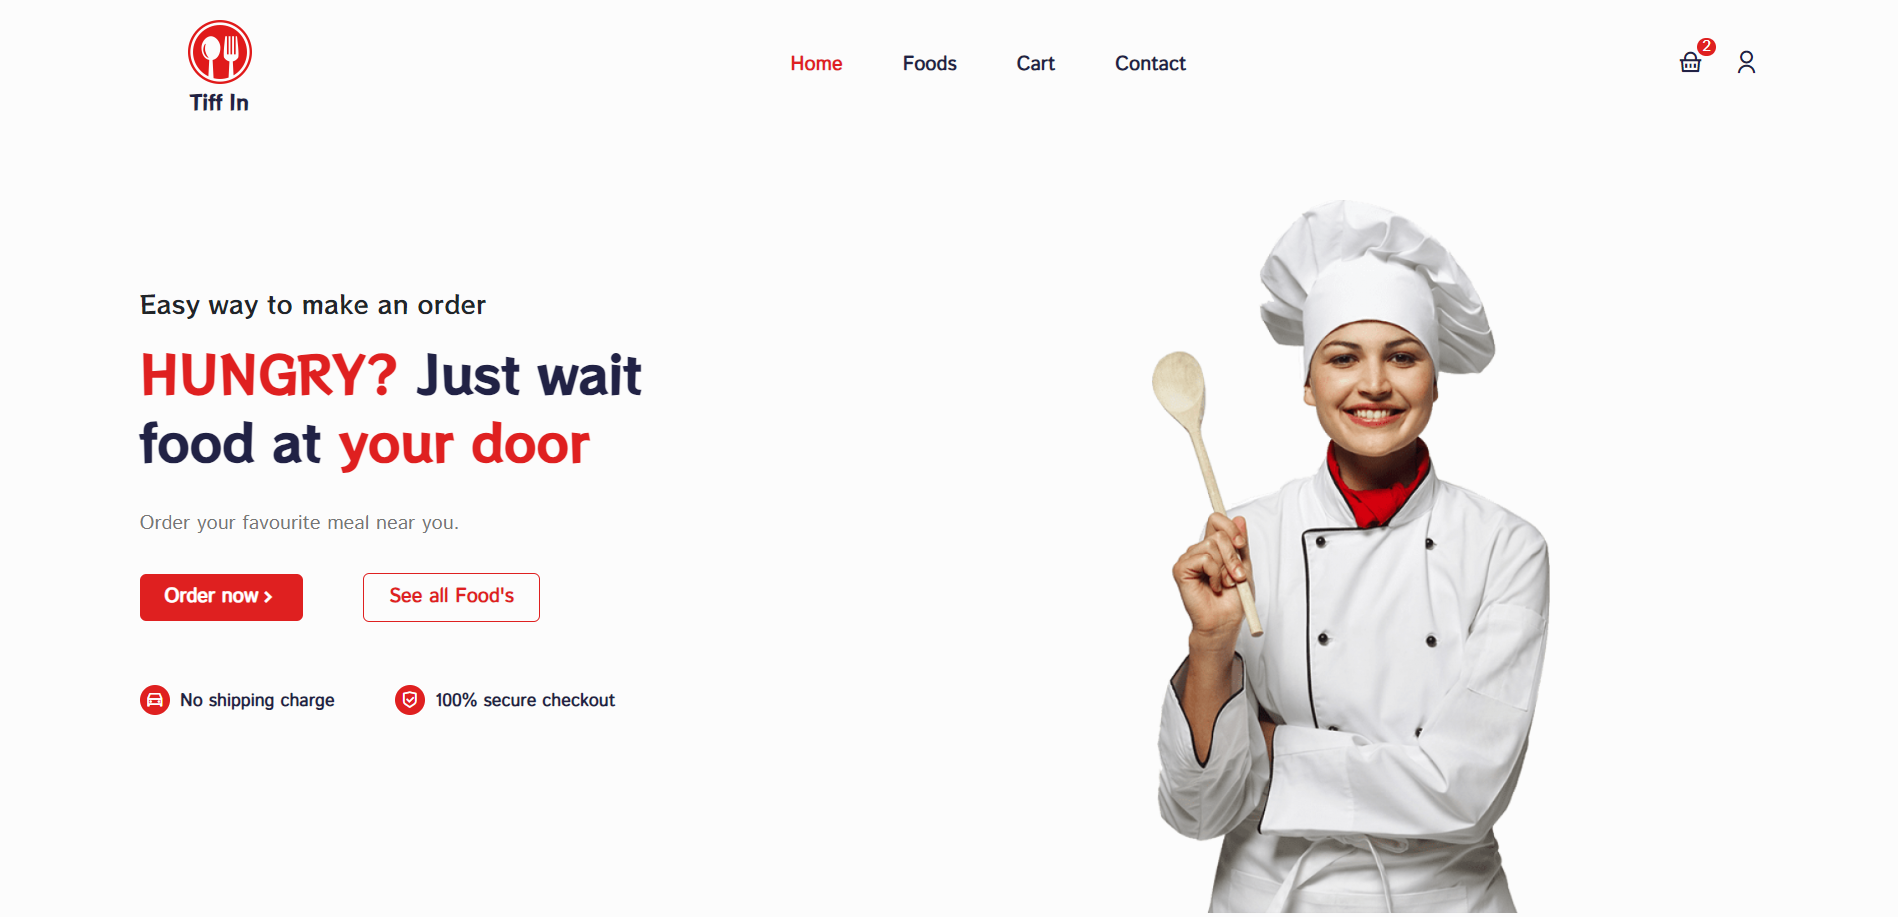 Tiff In
Home
Foods
Cart
Contact
2
Easy way to make an order
HUNGRY? Just wait
food at your door
Order your favourite meal near you.
Order now >
See all Food's
No shipping charge
100% secure checkout